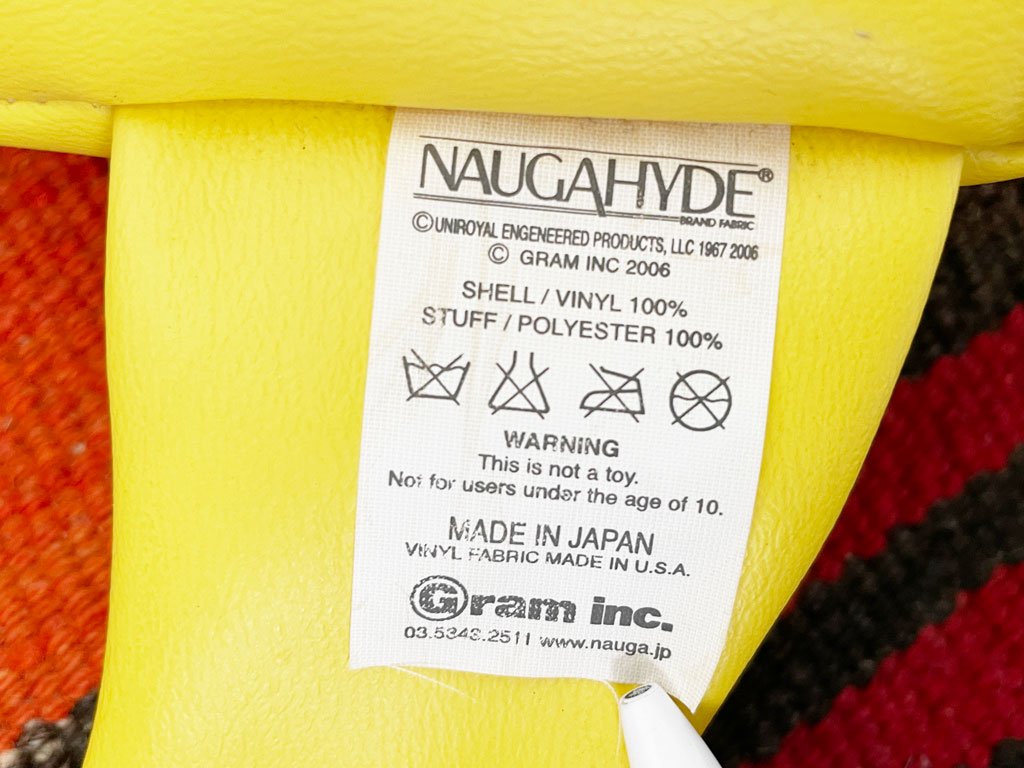 NAUGAHYDE®
BRAND FABRIC
©UNIROYAL ENGENEERED PRODUCTS, LLC 1967 2006
© GRAM INC 2006
SHELL / VINYL 100%
STUFF / POLYESTER 100%
WARNING
This is not a toy.
Not for users under the age of 10.
MADE IN JAPAN
VINYL FABRIC MADE IN U.S.A.
Gram inc.
03.5343.2511 www.nauga.jp